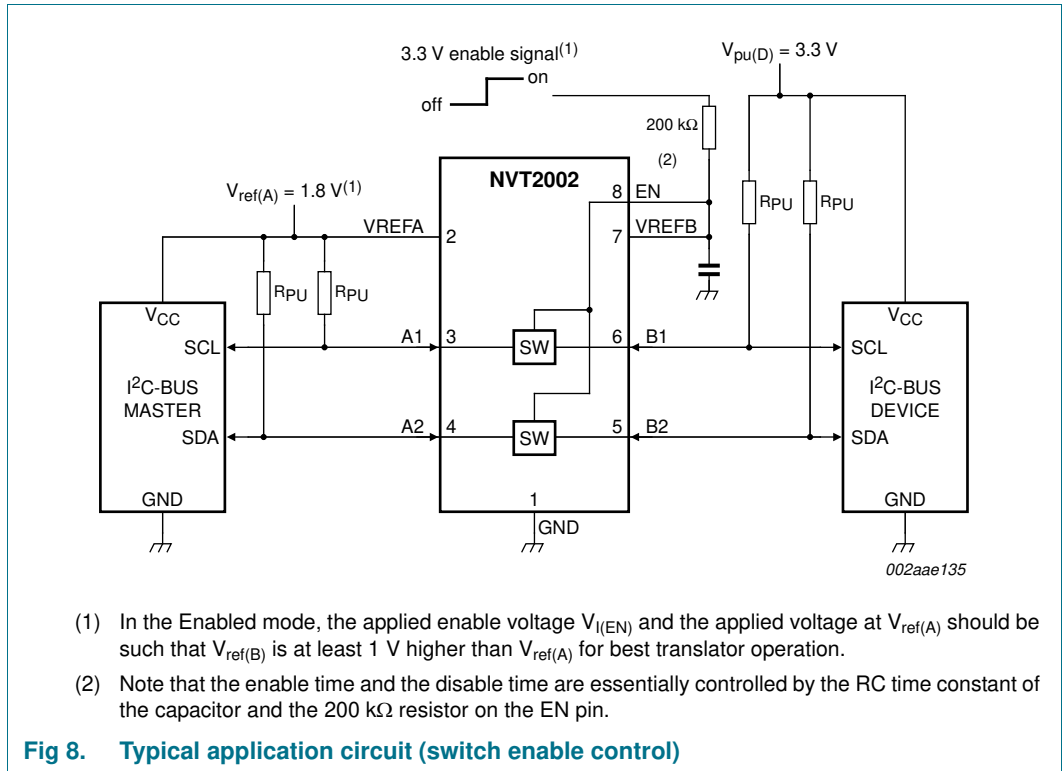 3.3 V enable signal(1)
on
off
Vpu(D) = 3.3 V
200 kΩ
(2)
NVT2002
8 EN
RPU RPU
Vref(A) = 1.8 V(1)
VREFA 2
7 VREFB
RPU RPU
VCC
VCC
SCL
A1 3
SW
6 B1
SCL
I2C-BUS
MASTER
I2C-BUS
DEVICE
SDA
A2 4
SW
5 B2
SDA
GND
1
GND
GND
002aae135
(1) In the Enabled mode, the applied enable voltage VI(EN) and the applied voltage at Vref(A) should be
such that Vref(B) is at least 1 V higher than Vref(A) for best translator operation.
(2) Note that the enable time and the disable time are essentially controlled by the RC time constant of
the capacitor and the 200 kΩ resistor on the EN pin.
Fig 8. Typical application circuit (switch enable control)